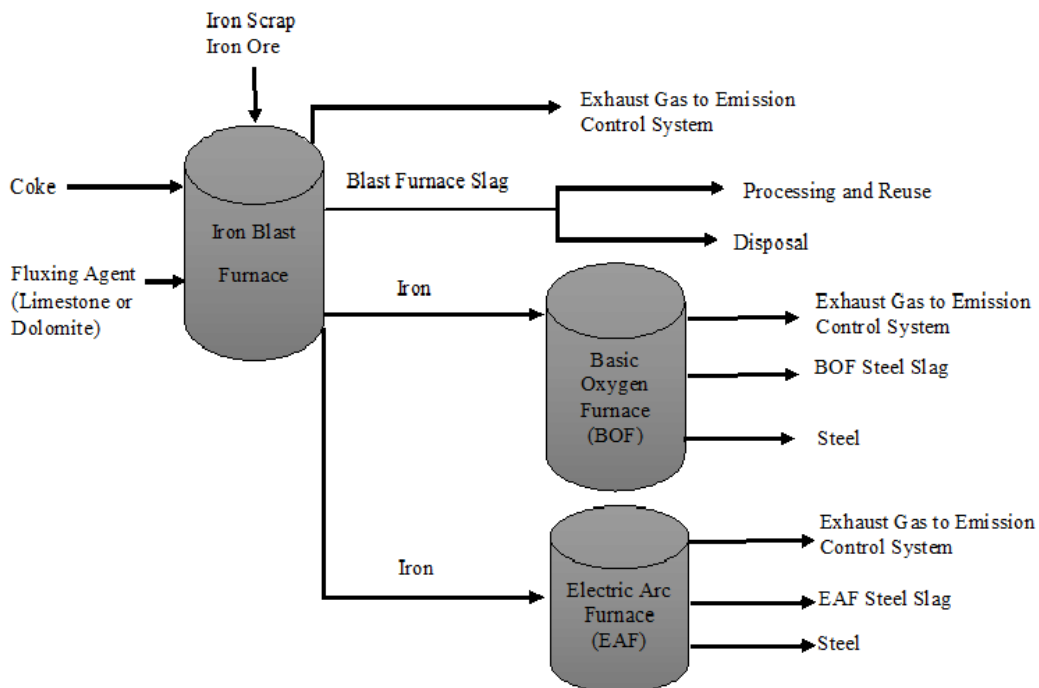 Iron Scrap
Iron Ore
Exhaust Gas to Emission
Control System
Coke
Blast Furnace Slag
Processing and Reuse
Disposal
Iron Blast
Furnace
Fluxing Agent
(Limestone or
Dolomite)
Iron
Exhaust Gas to Emission
Control System
Basic
Oxygen
Furnace
(BOF)
BOF Steel Slag
Steel
Iron
Electric Arc
Furnace
(EAF)
Exhaust Gas to Emission
Control System
EAF Steel Slag
Steel